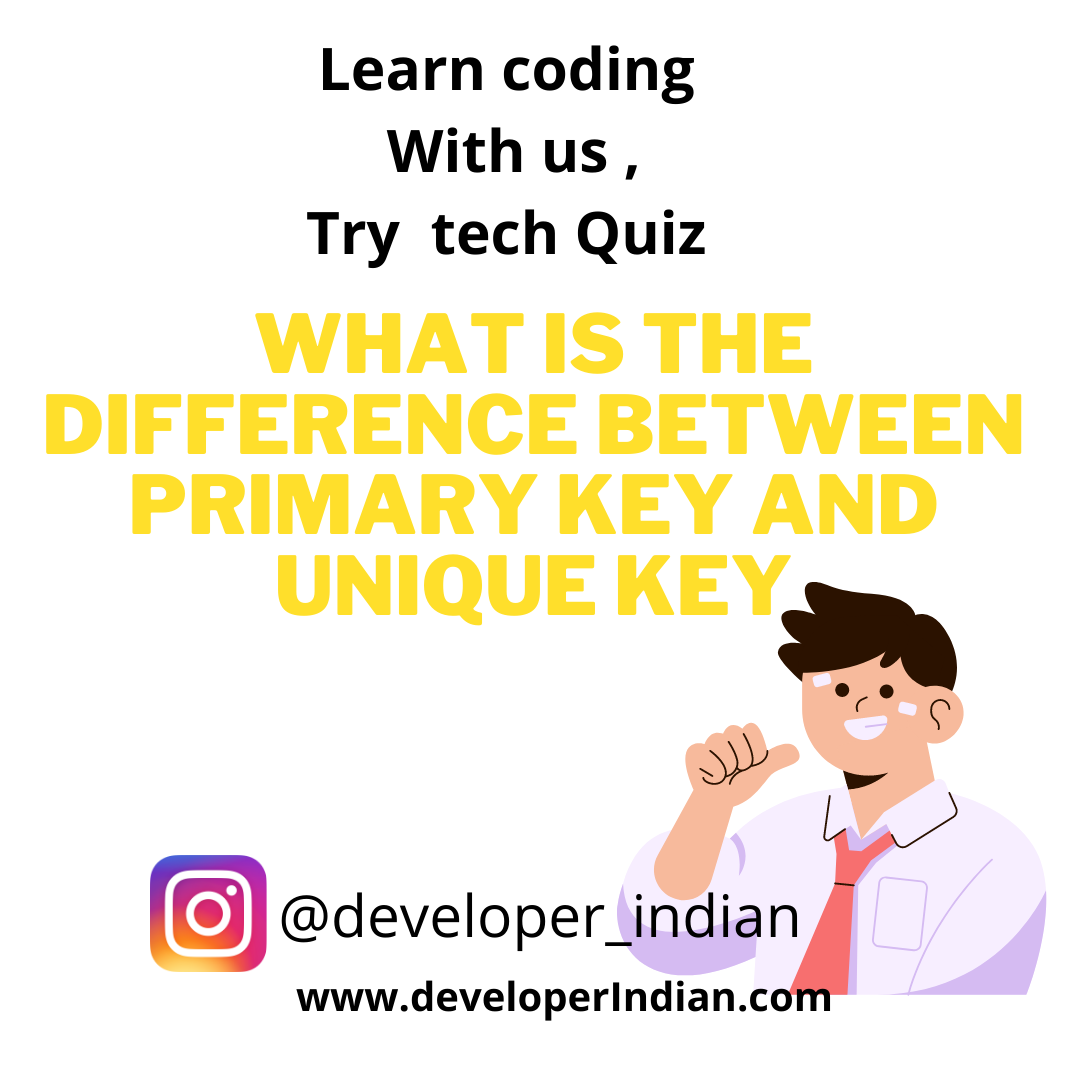 Learn coding
With us ,
Try  tech Quiz
WHAT IS THE
DIFFERENCE BETWEEN
PRIMARY KEY AND
UNIQUE KEY
@developer_indian
www.developerIndian.com